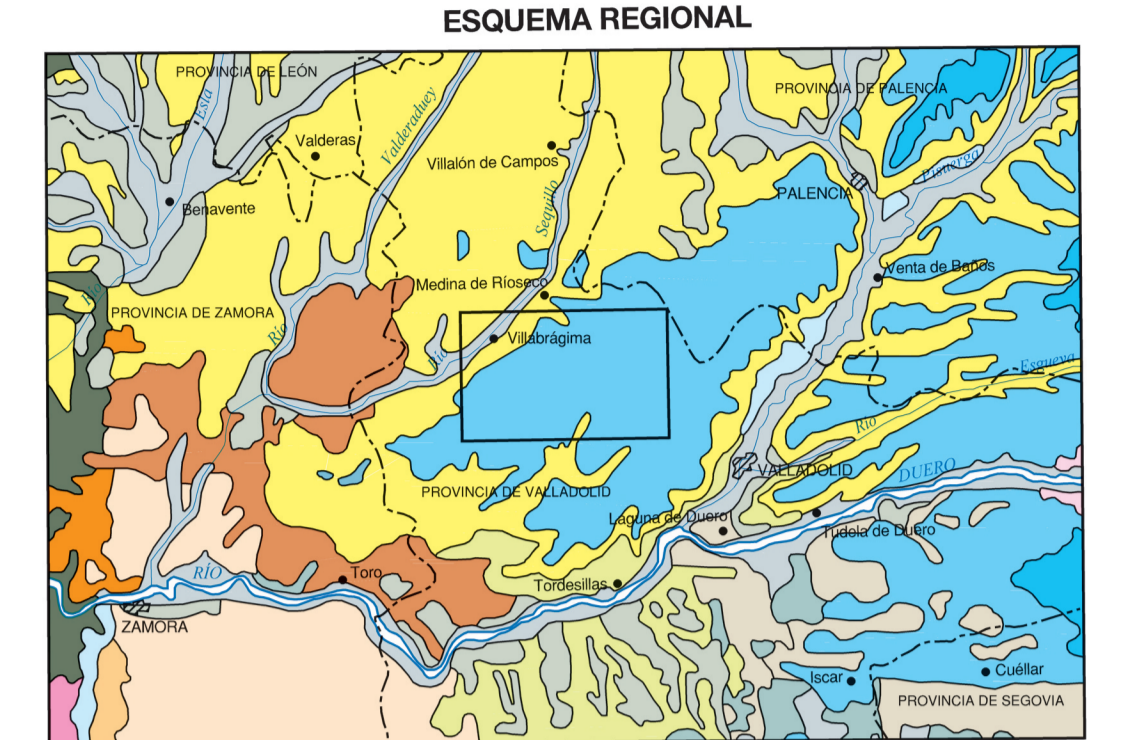 ESQUEMA REGIONAL
PROVINCIA DE LEÓN
PROVINCIA DE PALENCIA
Esla
Valderaduey
Valderas
Villalón de Campos
Pisuerga
PALENCIA
Benavente
Sequillo
Venta de Baños
Medina de Ríoseco
Río
PROVINCIA DE ZAMORA
Río
Villabrágima
Río
Esgueva
Río
VALLADOLID
DUERO
PROVINCIA DE VALLADOLID
Laguna de Duero
Tudela de Duero
RÍO
Toro
Tordesillas
ZAMORA
Iscar
Cuéllar
PROVINCIA DE SEGOVIA